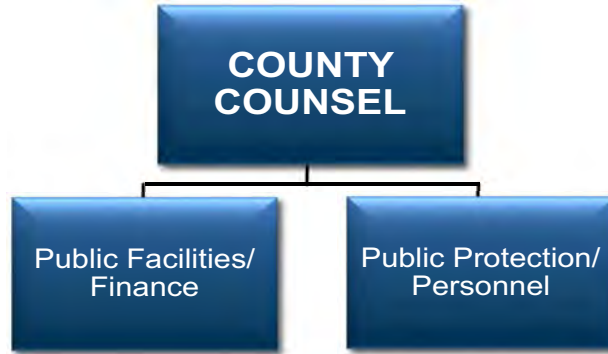 COUNTY
COUNSEL
Public Facilities/
Finance
Public Protection/
Personnel